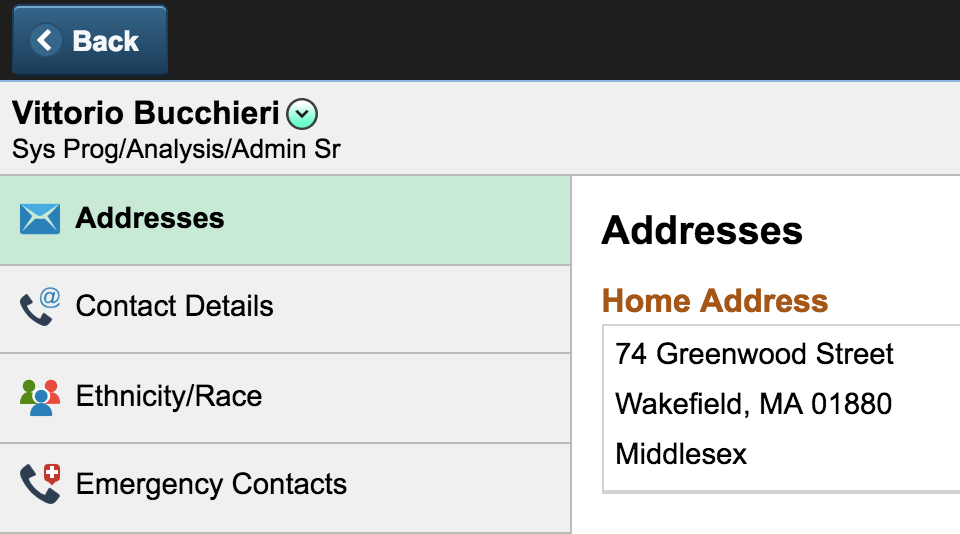 Back
Vittorio Bucchieri
Sys Prog/Analysis/Admin Sr
Addresses
Contact Details
Ethnicity/Race
Emergency Contacts
Addresses
Home Address
74 Greenwood Street
Wakefield, MA 01880
Middlesex